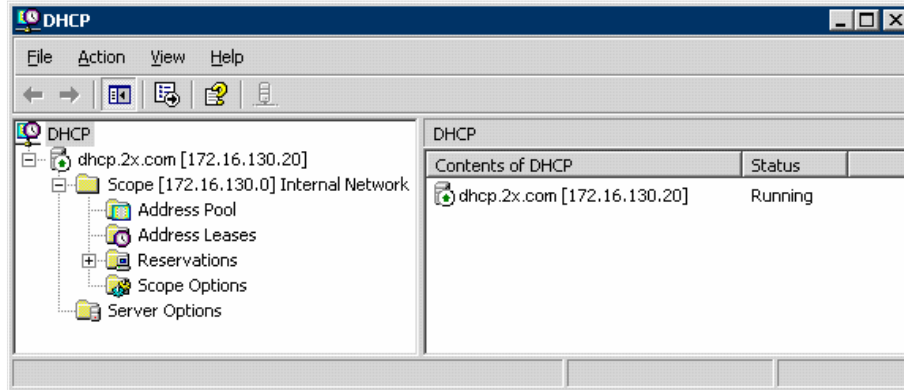 DHCP
File Action View Help
DHCP
dhcp.2x.com [172.16.130.20]
Scope [172.16.130.0] Internal Network
Address Pool
Address Leases
Reservations
Scope Options
Server Options
DHCP
Contents of DHCP Status
dhcp.2x.com [172.16.130.20] Running